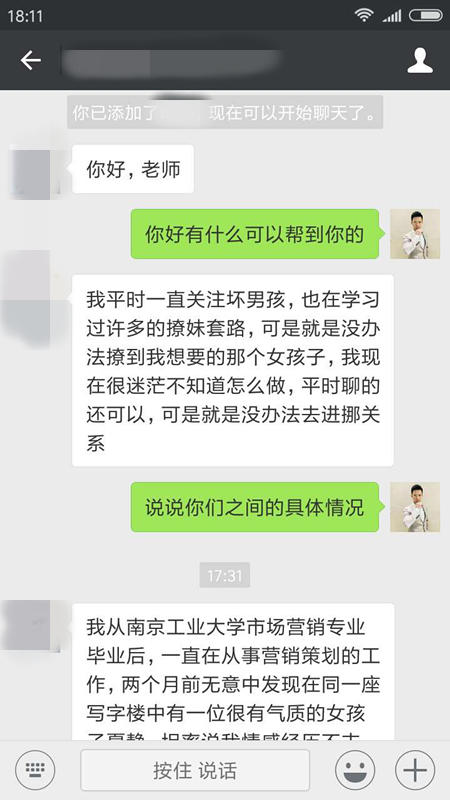 18:11
你已添加了 现在可以开始聊天了。
你好，老师
你好有什么可以帮到你的
我平时一直关注坏男孩，也在学习
过许多的撩妹套路，可是就是没办
法撩到我想要的那个女孩子，我现
在很迷茫不知道怎么做，平时聊的
还可以，可是就是没办法去进挪关
系
说说你们之间的具体情况
17:31
我从南京工业大学市场营销专业
毕业后，一直在从事营销策划的工
作，两个月前无意中发现在同一座
写字楼中有一位很有气质的女孩
按住 说话